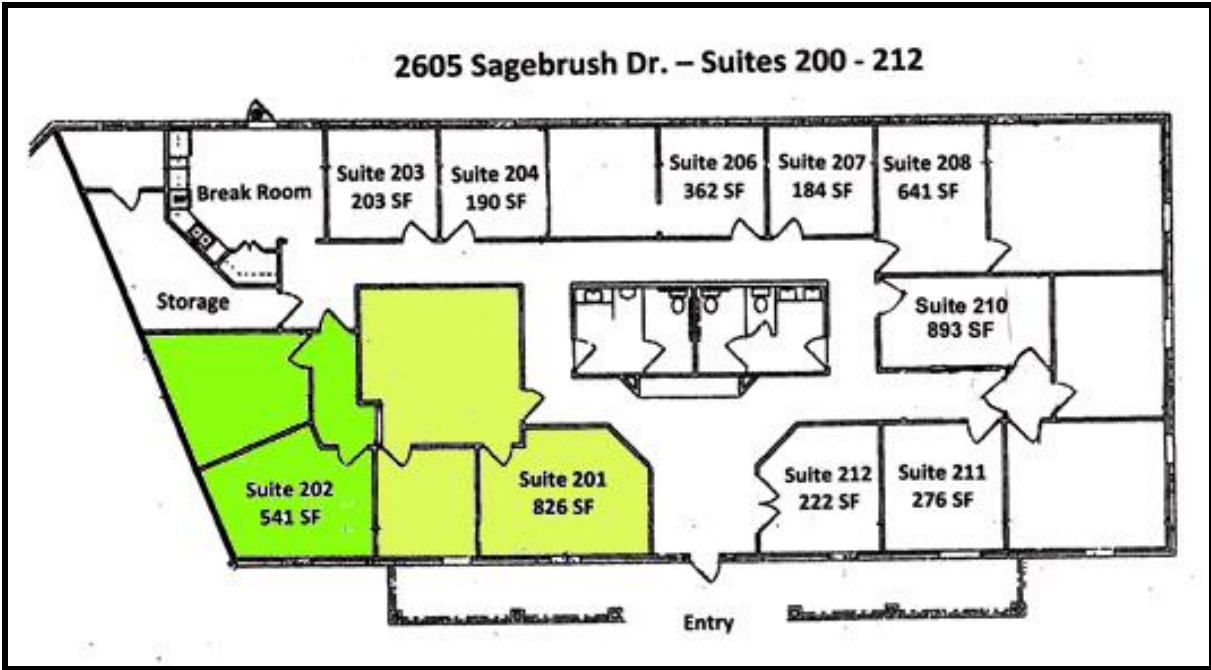 2605 Sagebrush Dr. – Suites 200 - 212
Suite 203
203 SF
Suite 204
190 SF
Suite 206
362 SF
Suite 207
184 SF
Suite 208
641 SF
Break Room
Storage
Suite 210
893 SF
Suite 202
541 SF
Suite 201
826 SF
Suite 212
222 SF
Suite 211
276 SF
Entry